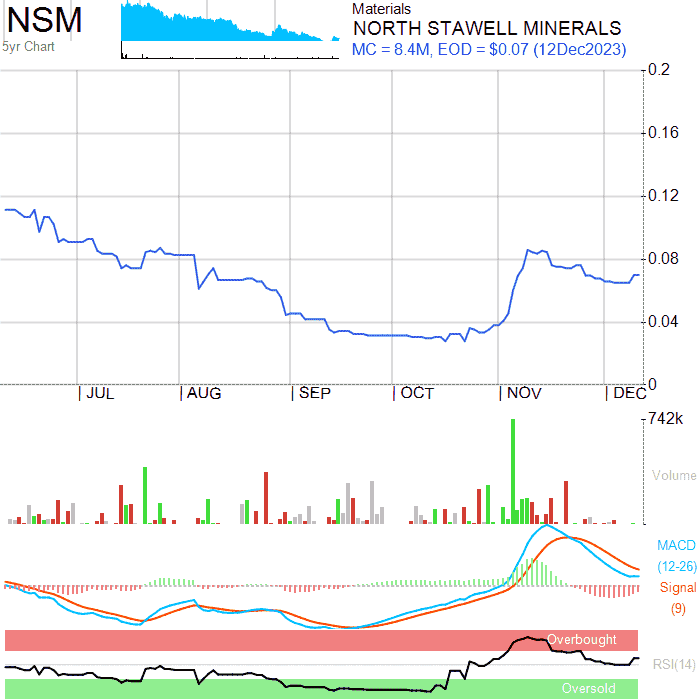 NSM
5yr Chart
Materials
NORTH STAWELL MINERALS
MC = 8.4M, EOD = $0.07 (12Dec2023)
0.2
0.16
0.12
0.08
0.04
0
JUL
AUG
SEP
OCT
NOV
DEC
742k
Volume
MACD
(12-26)
Signal
(9)
Overbought
RSI(14)
Oversold